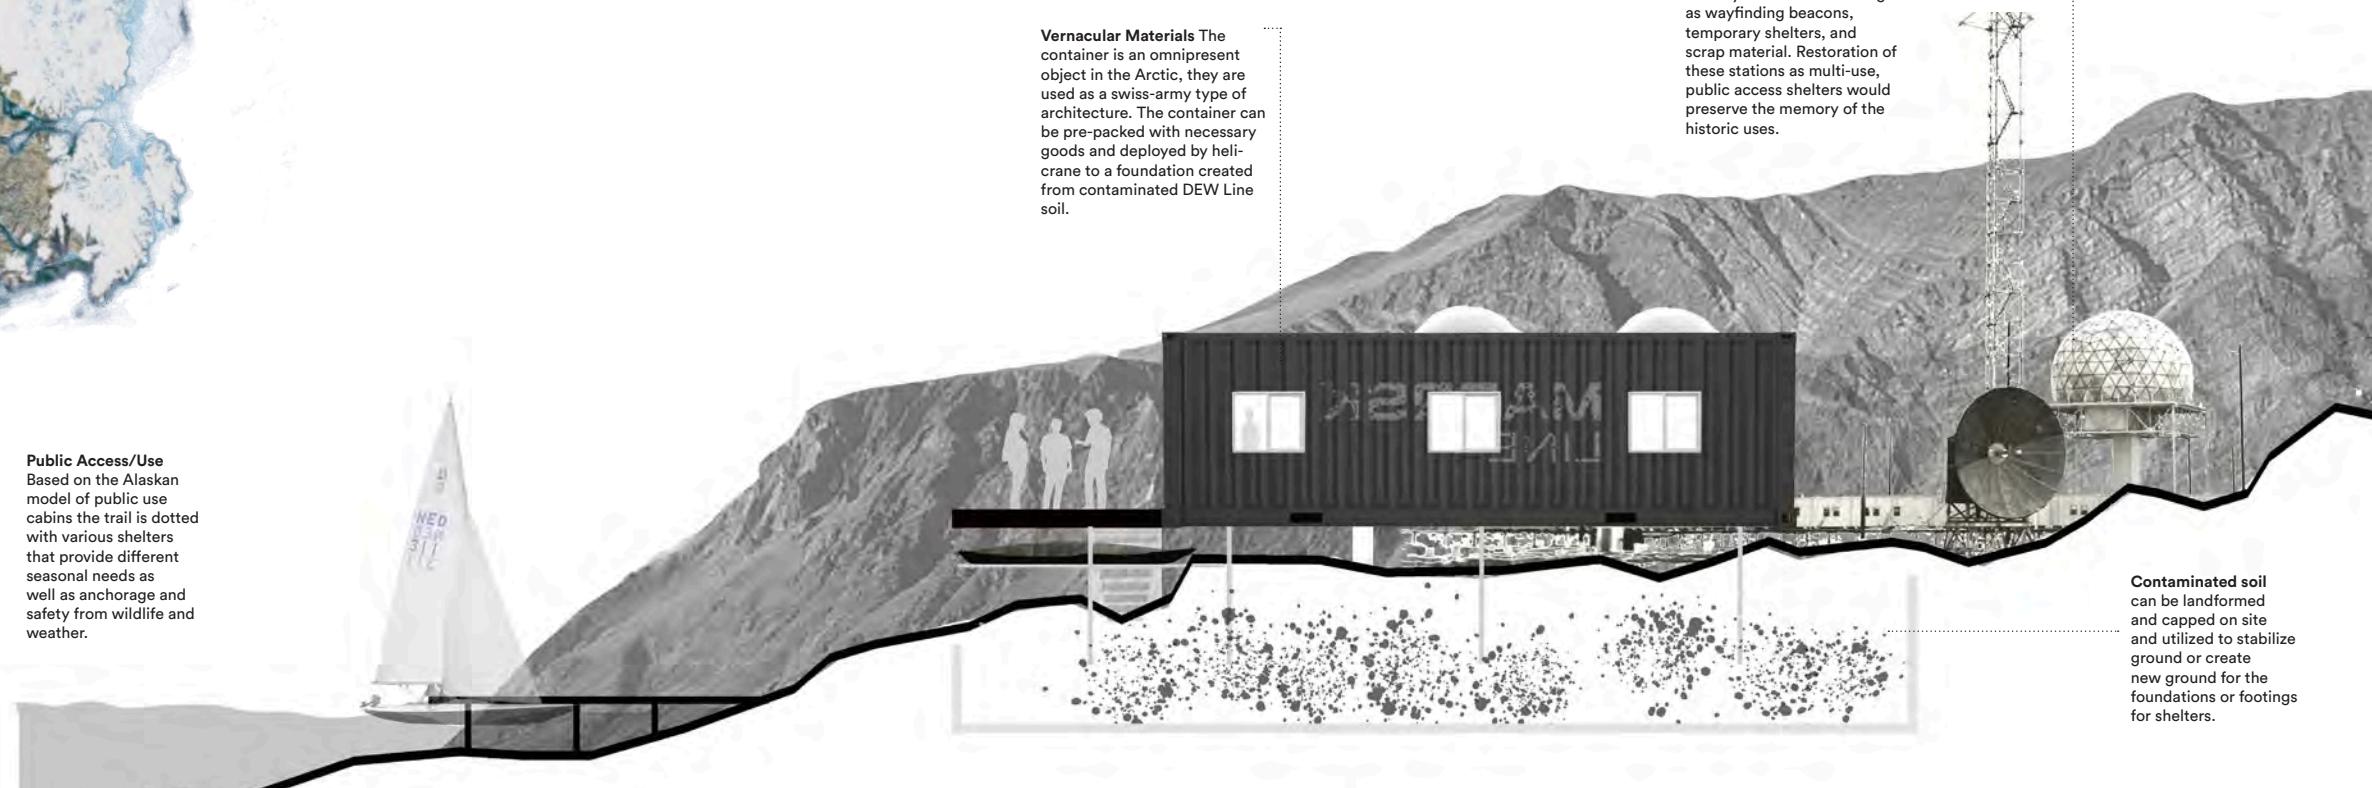 Vernacular Materials The
container is an omnipresent
object in the Arctic, they are
used as a swiss-army type of
architecture. The container can
be pre-packed with necessary
goods and deployed by heli-
crane to a foundation created
from contaminated DEW Line
soil.
as wayfinding beacons,
temporary shelters, and
scrap material. Restoration of
these stations as multi-use,
public access shelters would
preserve the memory of the
historic uses.
MAERSK
LINE
Public Access/Use
Based on the Alaskan
model of public use
cabins the trail is dotted
with various shelters
that provide different
seasonal needs as
well as anchorage and
safety from wildlife and
weather.
NED
Contaminated soil
can be landformed
and capped on site
and utilized to stabilize
ground or create
new ground for the
foundations or footings
for shelters.